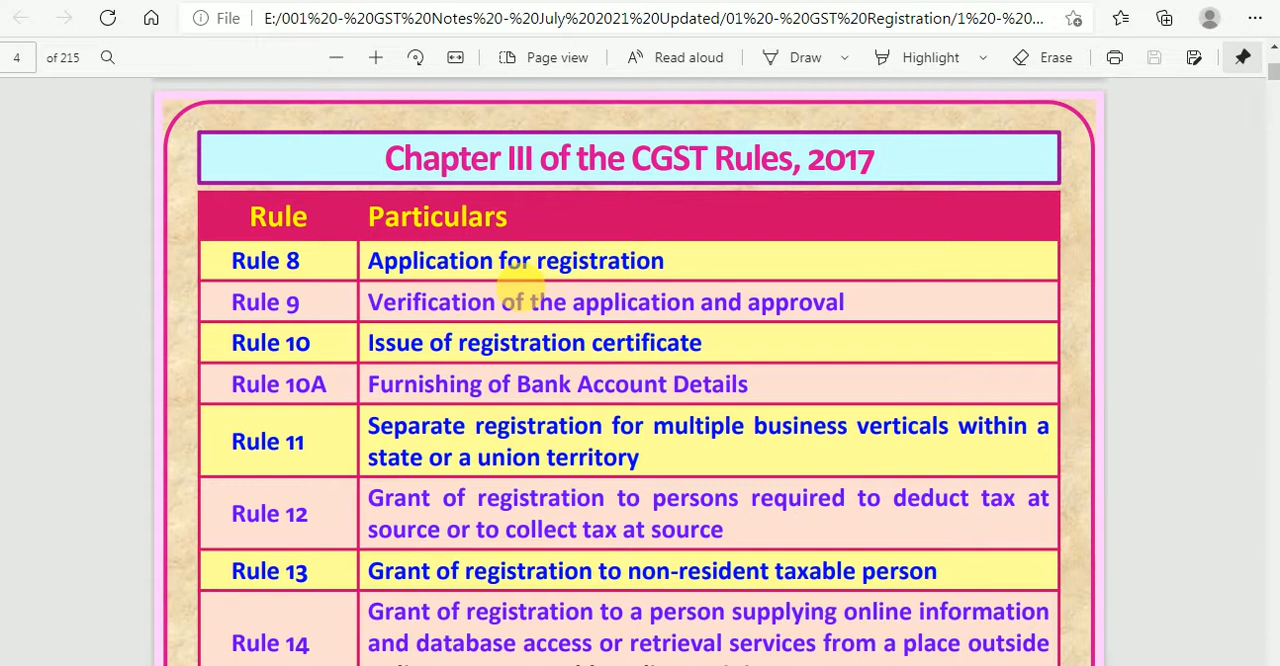 File
E:/001%20-%20GST%20Notes%20-%20July%202021%20Updated/01%20-%20GST%20Registration/1%20-%20...
4 of 215
Page view
Read aloud
Draw
Highlight
Erase
Chapter III of the CGST Rules, 2017
Rule Particulars
Rule 8 Application for registration
Rule 9 Verification of the application and approval
Rule 10 Issue of registration certificate
Rule 10A Furnishing of Bank Account Details
Rule 11 Separate registration for multiple business verticals within a
state or a union territory
Rule 12 Grant of registration to persons required to deduct tax at
source or to collect tax at source
Rule 13 Grant of registration to non-resident taxable person
Rule 14 Grant of registration to a person supplying online information
and database access or retrieval services from a place outside